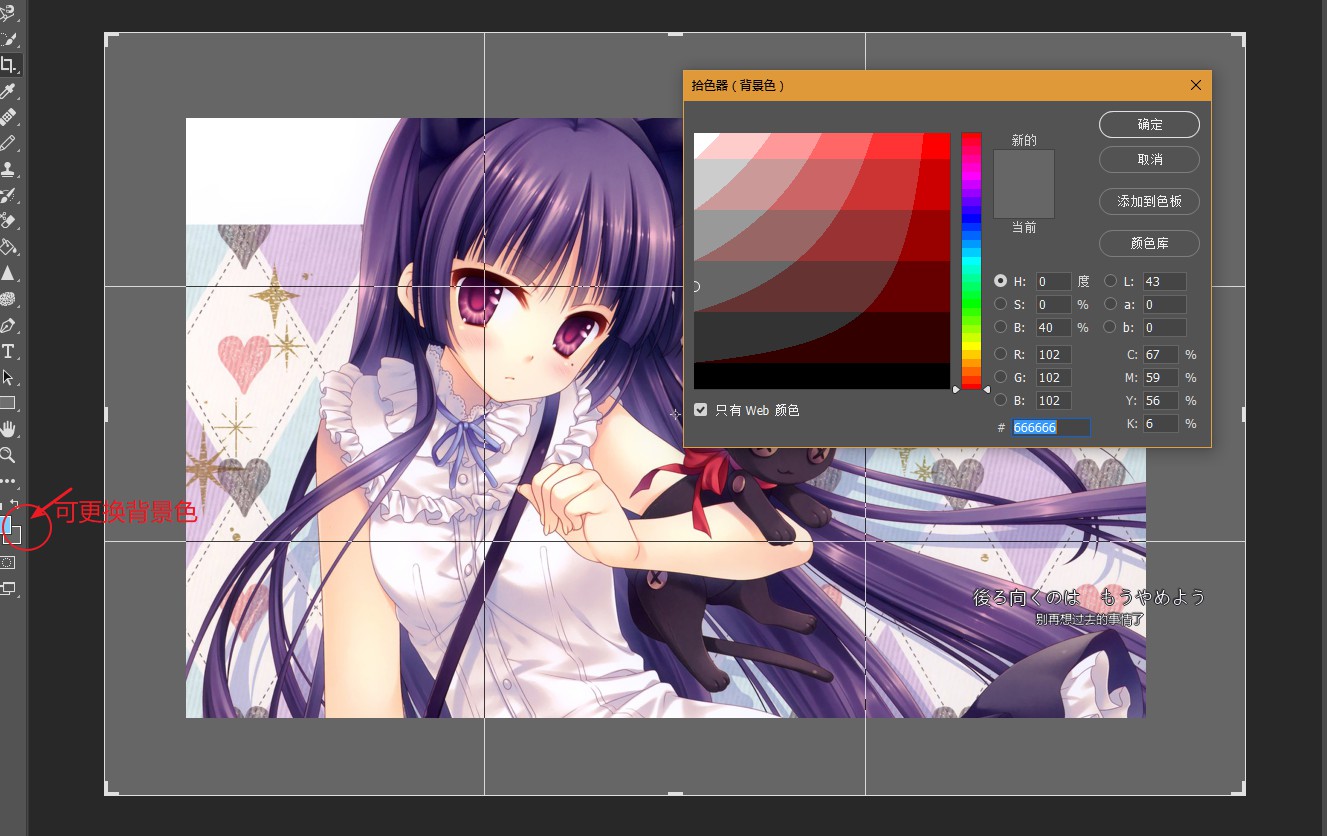 拾色器（背景色）
确定
新的
取消
添加到色板
当前
颜色库
H: 0 度 L: 43
S: 0 % a: 0
B: 40 % b: 0
R: 102 C: 67 %
G: 102 M: 59 %
B: 102 Y: 56 %
只有 Web 颜色
# 666666 K: 6 %
可更换背景色
後ろ向くのは もうやめよう
别再想过去的事情了